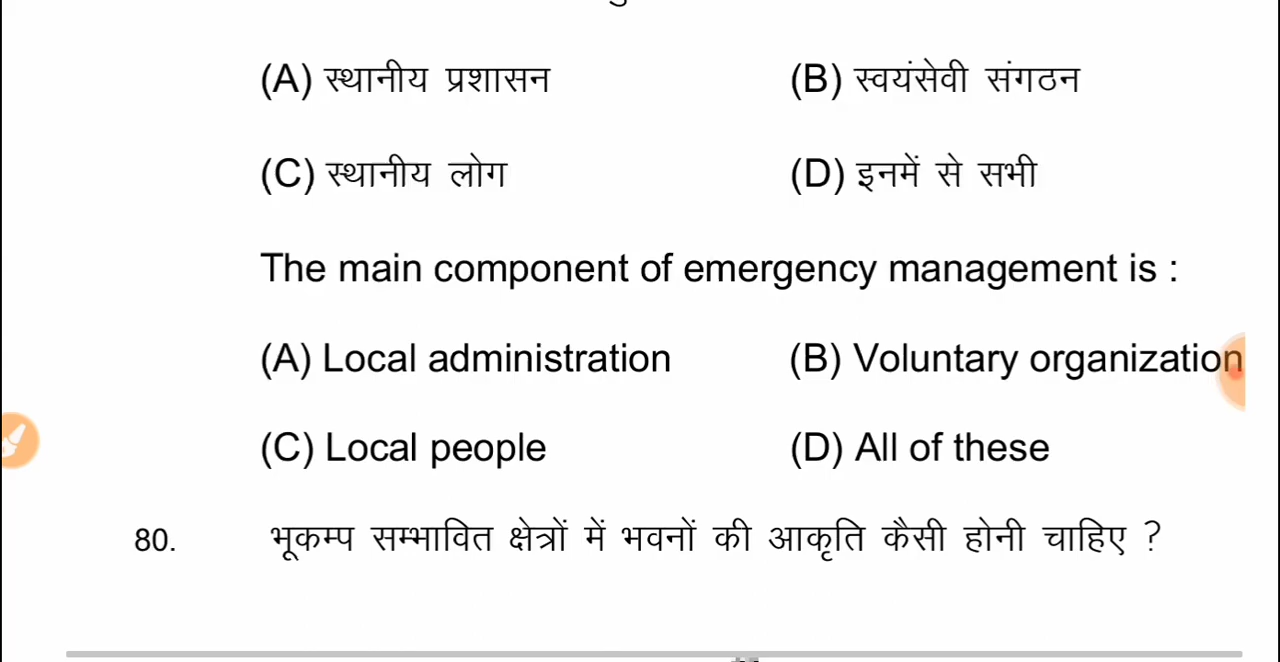 (A) स्थानीय प्रशासन (B) स्वयंसेवी संगठन
(C) स्थानीय लोग (D) इनमें से सभी
The main component of emergency management is :
(A) Local administration (B) Voluntary organization
(C) Local people (D) All of these
80. भूकम्प सम्भावित क्षेत्रों में भवनों की आकृति कैसी होनी चाहिए ?